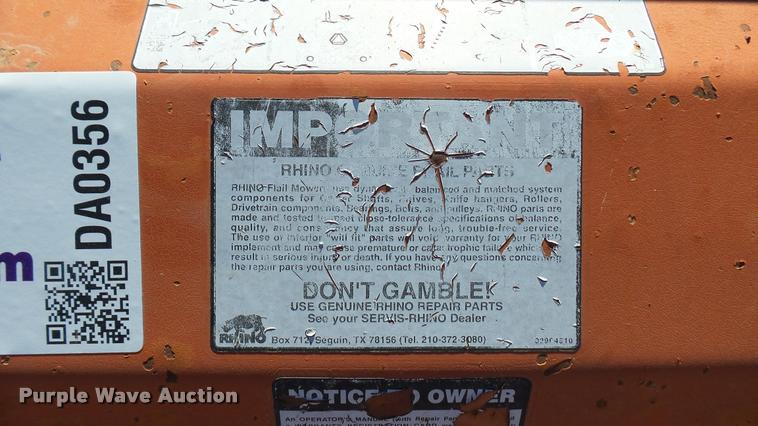 DA0356
m
IMPORTANT
RHINO GENUINE FLAIL PARTS
RHINO Flail Mowers use balanced and matched system
components for Shafts, Knives, Knife hangers, Rollers,
Drivetrain components, Bearings, belts, and pulleys. RHINO parts are
made and tested to close-tolerance specifications of balance,
quality, and consistency that assure long, trouble-free service.
The use of inferior "will fit" parts will void warranty for your RHINO
implement and may cause premature or catastrophic failure which
result in serious injury or death. If you have any questions concerning
the repair parts you are using, contact Rhino.
DON'T GAMBLE!
USE GENUINE RHINO REPAIR PARTS
See your SERVIS-RHINO Dealer
RHINO Box 712, Seguin, TX 78156 (Tel. 210-372-3080)
NOTICE TO OWNER
An OPERATOR'S MANUAL (with Repair
Purple Wave Auction